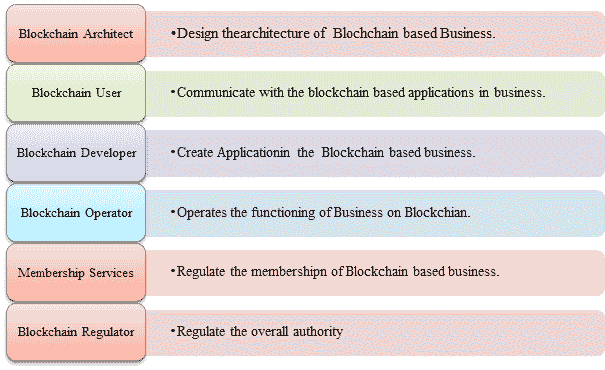 Blockchain Architect
•Design thearchitecture of Blochchain based Business.
Blockchain User
•Communicate with the blockchain based applications in business.
Blockchain Developer
•Create Applicationin the Blockchain based business.
Blockchain Operator
•Operates the functioning of Business on Blockchian.
Membership Services
•Regulate the membershipn of Blockchain based business.
Blockchain Regulator
•Regulate the overall authority